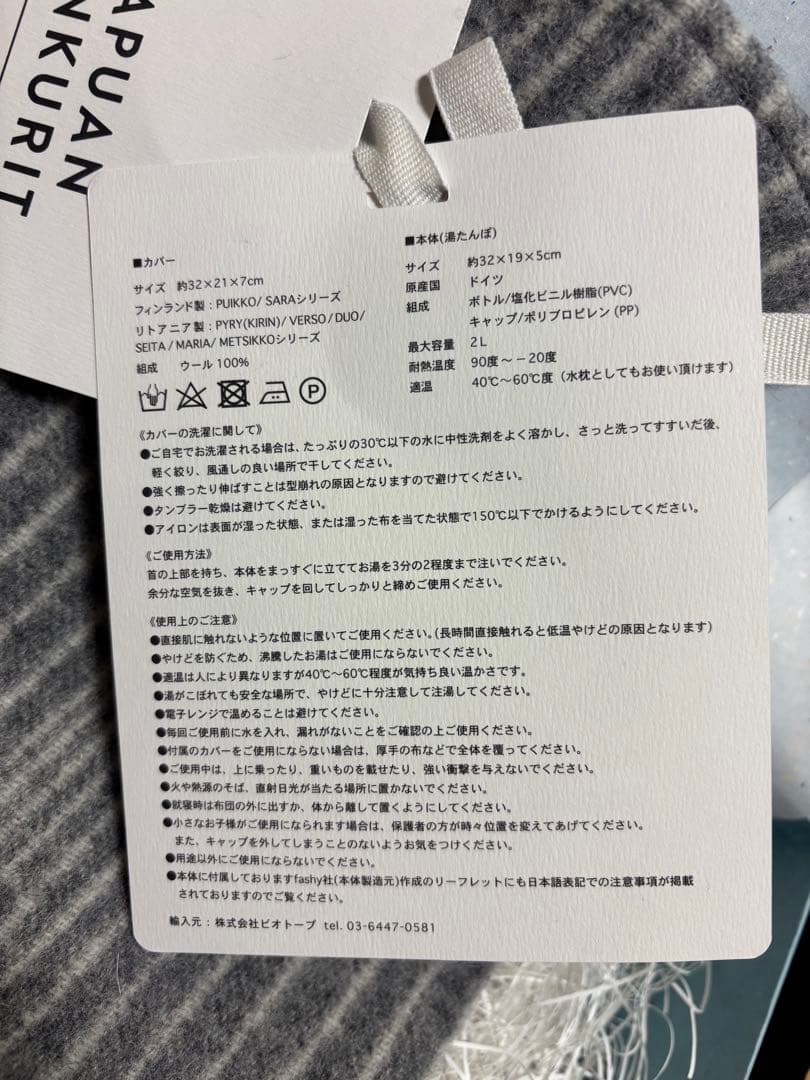 APUAN
NKURIT
■カバー
サイズ 約32×21×7cm
フィンランド製：PUIKKO/ SARAシリーズ
リトアニア製：PYRY(KIRIN)/ VERSO/ DUO/
SEITA / MARIA/ METSIKKOシリーズ
組成 ウール 100%
P
■本体(湯たんぽ)
サイズ 約32×19×5cm
原産国 ドイツ
組成 ボトル/塩化ビニル樹脂(PVC)
キャップ/ポリプロピレン (PP)
最大容量 2L
耐熱温度 90度～－20度
適温 40℃～60℃度（水枕としてもお使い頂けます）
《カバーの洗濯に関して》
●ご自宅でお洗濯される場合は、たっぷりの30℃以下の水に中性洗剤をよく溶かし、さっと洗ってすすいだ後、
軽く絞り、風通しの良い場所で干してください。
●強く擦ったり伸ばすことは型崩れの原因となりますので避けてください。
●タンブラー乾燥は避けてください。
●アイロンは表面が湿った状態、または湿った布を当てた状態で150℃以下でかけるようにしてください。
《ご使用方法》
首の上部を持ち、本体をまっすぐに立ててお湯を3分の2程度まで注いでください。
余分な空気を抜き、キャップを回してしっかりと締めご使用ください。
《使用上のご注意》
●直接肌に触れないような位置に置いてご使用ください。(長時間直接触れると低温やけどの原因となります)
●やけどを防ぐため、沸騰したお湯はご使用にならないでください。
●適温は人により異なりますが40℃～60℃程度が気持ち良い温かさです。
●湯がこぼれても安全な場所で、やけどに十分注意して注湯してください。
●電子レンジで温めることは避けてください。
●毎回ご使用前に水を入れ、漏れがないことをご確認の上ご使用ください。
●付属のカバーをご使用にならない場合は、厚手の布などで全体を覆ってください。
●ご使用中は、上に乗ったり、重いものを載せたり、強い衝撃を与えないでください。
●火や熱源のそば、直射日光が当たる場所に置かないでください。
●就寝時は布団の外に出すか、体から離して置くようにしてください。
●小さなお子様がご使用になられます場合は、保護者の方が時々位置を変えてあげてください。
また、キャップを外してしまうことのないようお気をつけください。
●用途以外にご使用にならないでください。
●本体に付属しておりますfashy社(本体製造元)作成のリーフレットにも日本語表記での注意事項が掲載
されておりますのでご覧ください。
輸入元：株式会社ビオトープ tel. 03-6447-0581